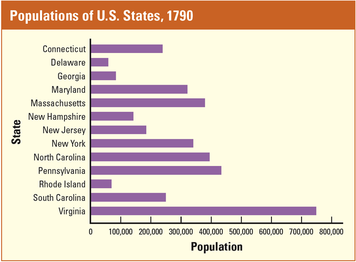 Populations of U.S. States, 1790
State
Connecticut
Delaware
Georgia
Maryland
Massachusetts
New Hampshire
New Jersey
New York
North Carolina
Pennsylvania
Rhode Island
South Carolina
Virginia
0 100,000 200,000 300,000 400,000 500,000 600,000 700,000 800,000
Population